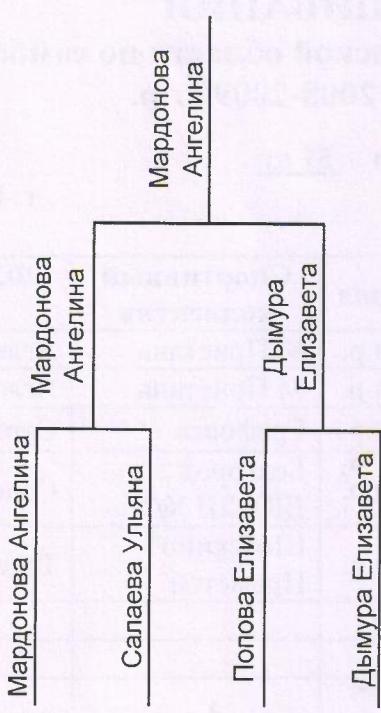 Мардонова Ангелина
Салаева Ульяна
Попова Елизавета
Дымура Елизавета
Мардонова
Ангелина
Дымура
Елизавета
Мардонова
Ангелина